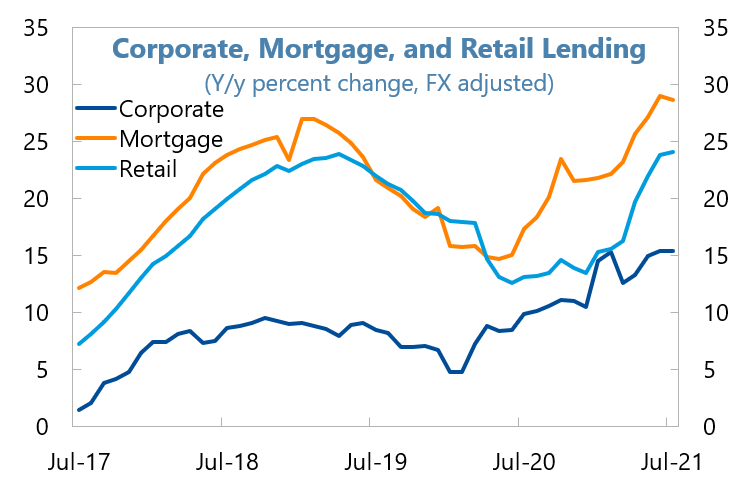 Corporate, Mortgage, and Retail Lending
(Y/y percent change, FX adjusted)
Corporate
Mortgage
Retail
35 35
30 30
25 25
20 20
15 15
10 10
5 5
0 0
Jul-17 Jul-18 Jul-19 Jul-20 Jul-21